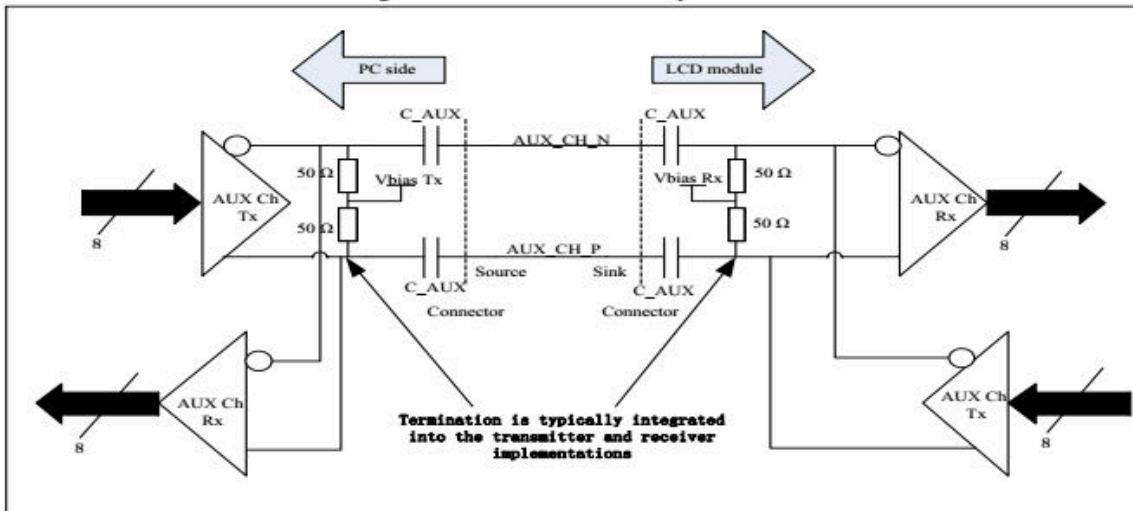 PC side
LCD module
C_AUX
C_AUX
AUX_CH_N
50 Ω
Vbias Tx
Vbias Rx
50 Ω
AUX Ch
Tx
AUX Ch
Rx
8
50 Ω
50 Ω
8
AUX_CH_P
Source
Sink
C_AUX
C_AUX
Connector
Connector
AUX Ch
Rx
8
Termination is typically integrated
into the transmitter and receiver
implementations
AUX Ch
Tx
8